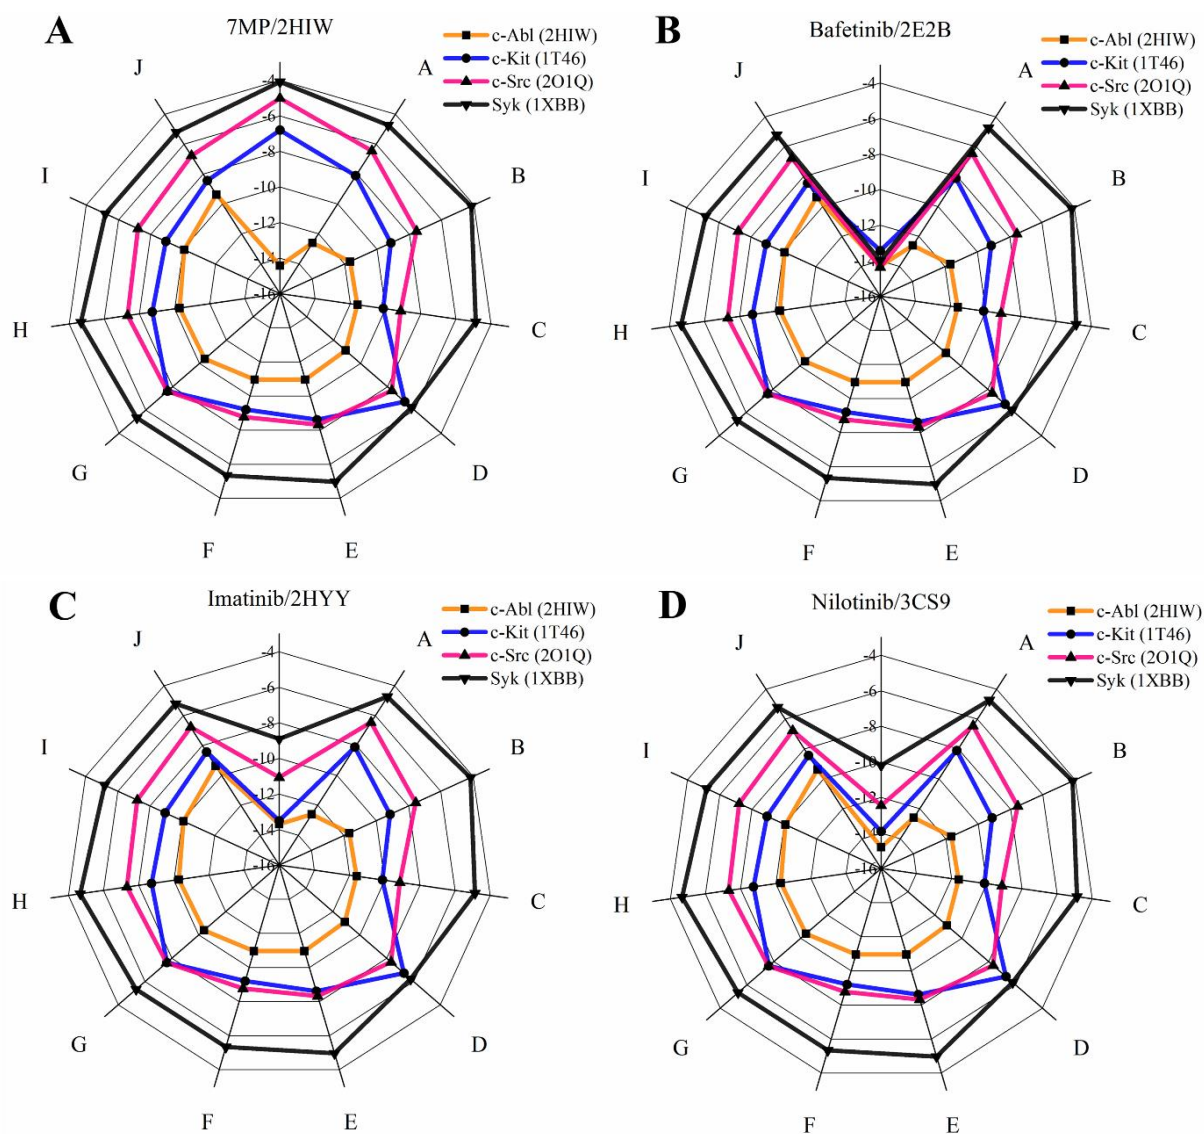 A
7MP/2HIW
c-Abl (2HIW)
c-Kit (1T46)
c-Src (2O1Q)
Syk (1XBB)
J
A
I
B
H
C
G
D
F
E
-4
-6
-8
-10
-12
-14
-16
B
Bafetinib/2E2B
c-Abl (2HIW)
c-Kit (1T46)
c-Src (2O1Q)
Syk (1XBB)
J
A
I
B
H
C
G
D
F
E
-4
-6
-8
-10
-12
-14
-16
C
Imatinib/2HYY
c-Abl (2HIW)
c-Kit (1T46)
c-Src (2O1Q)
Syk (1XBB)
J
A
I
B
H
C
G
D
F
E
-4
-6
-8
-10
-12
-14
-16
D
Nilotinib/3CS9
c-Abl (2HIW)
c-Kit (1T46)
c-Src (2O1Q)
Syk (1XBB)
J
A
I
B
H
C
G
D
F
E
-4
-6
-8
-10
-12
-14
-16